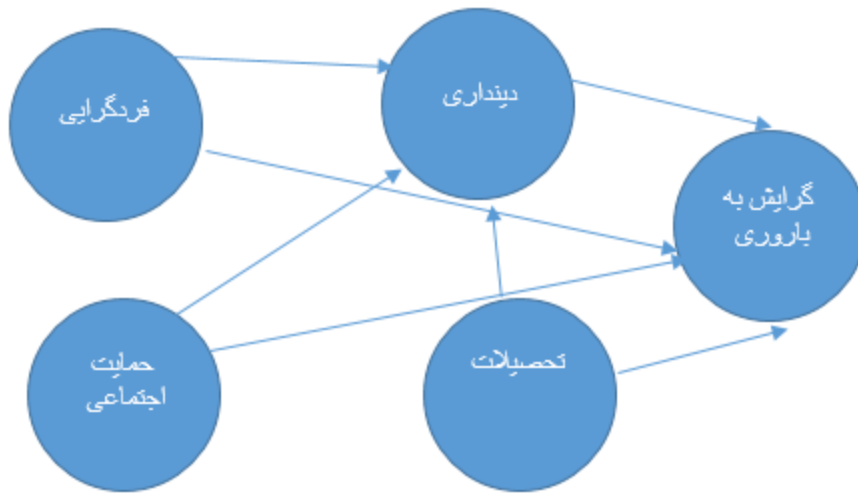 فردگرایی
دینداری
گرایش به
باروری
حمایت
اجتماعی
تحصیلات